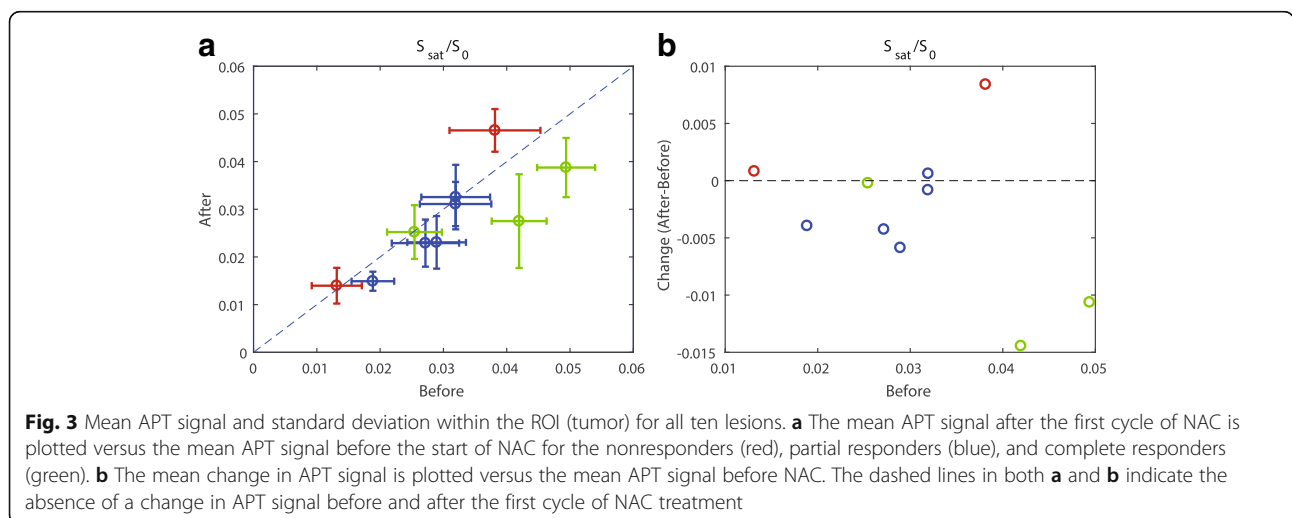 a
S_sat/S_0
0.06
0.05
0.04
0.03
0.02
0.01
0
After
0
0.01
0.02
0.03
0.04
0.05
0.06
Before
b
S_sat/S_0
0.01
0.005
0
-0.005
-0.01
-0.015
Change (After-Before)
0.01
0.02
0.03
0.04
0.05
Before
Fig. 3 Mean APT signal and standard deviation within the ROI (tumor) for all ten lesions. a The mean APT signal after the first cycle of NAC is
plotted versus the mean APT signal before the start of NAC for the nonresponders (red), partial responders (blue), and complete responders
(green). b The mean change in APT signal is plotted versus the mean APT signal before NAC. The dashed lines in both a and b indicate the
absence of a change in APT signal before and after the first cycle of NAC treatment